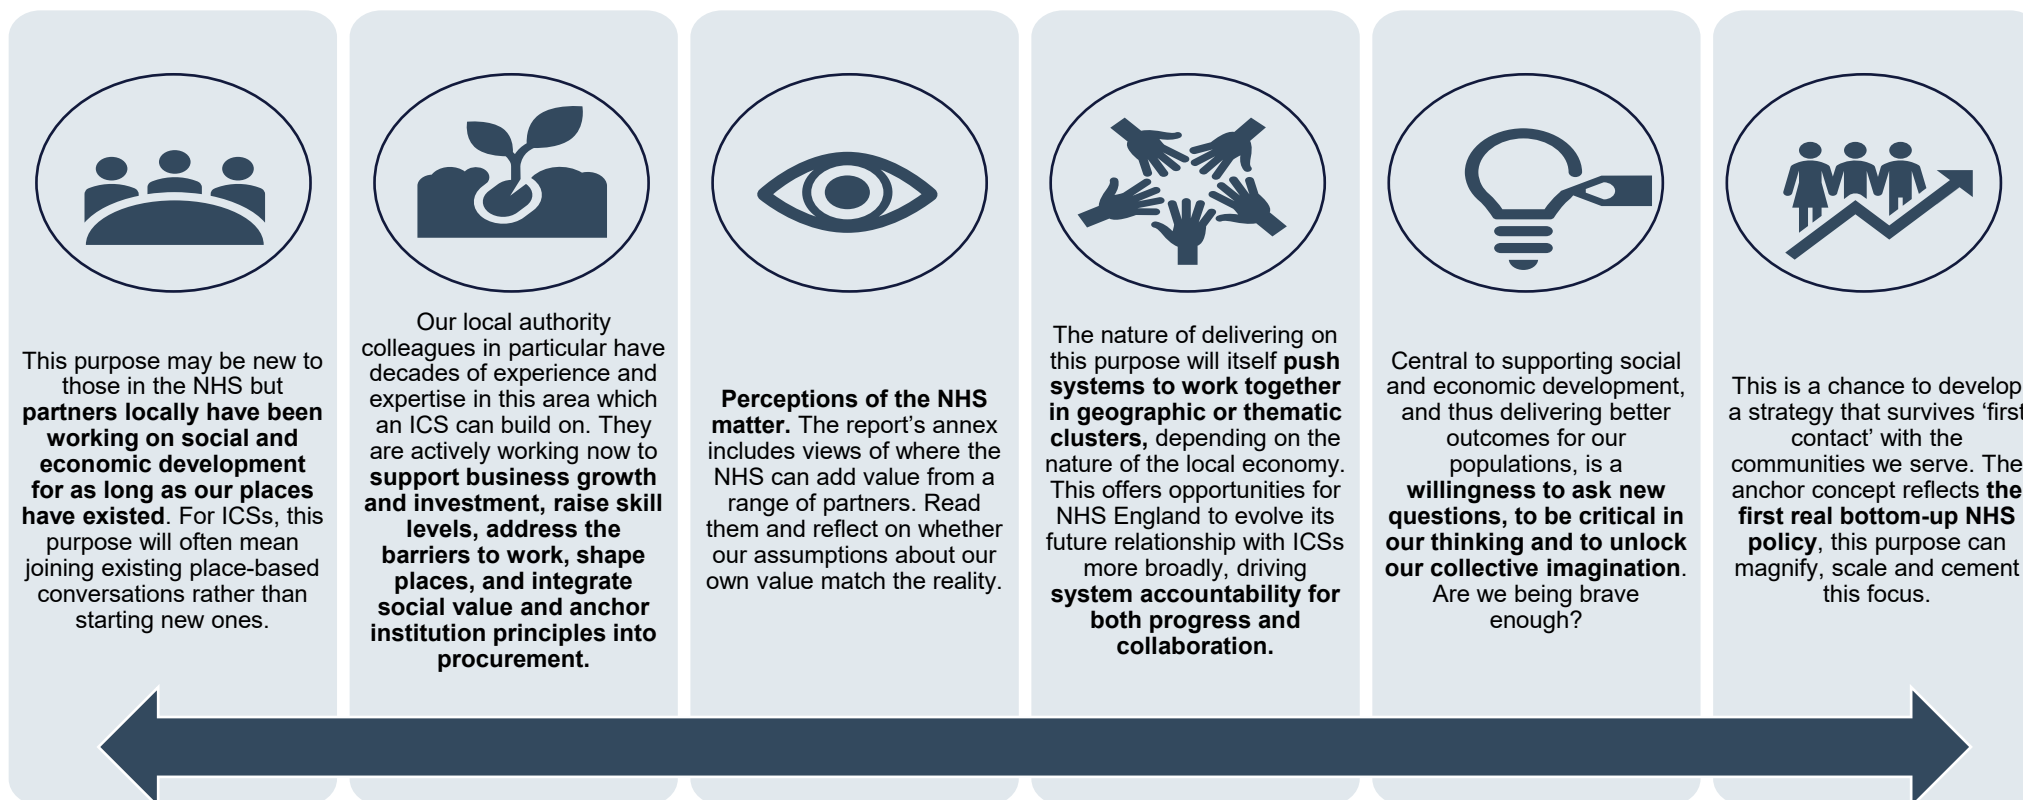 This purpose may be new to
those in the NHS but
partners locally have been
working on social and
economic development
for as long as our places
have existed. For ICSs, this
purpose will often mean
joining existing place-based
conversations rather than
starting new ones.
Our local authority
colleagues in particular have
decades of experience and
expertise in this area which
an ICS can build on. They
are actively working now to
support business growth
and investment, raise skill
levels, address the
barriers to work, shape
places, and integrate
social value and anchor
institution principles into
procurement.
Perceptions of the NHS
matter. The report’s annex
includes views of where the
NHS can add value from a
range of partners. Read
them and reflect on whether
our assumptions about our
own value match the reality.
The nature of delivering on
this purpose will itself push
systems to work together
in geographic or thematic
clusters, depending on the
nature of the local economy.
This offers opportunities for
NHS England to evolve its
future relationship with ICSs
more broadly, driving
system accountability for
both progress and
collaboration.
Central to supporting social
and economic development,
and thus delivering better
outcomes for our
populations, is a
willingness to ask new
questions, to be critical in
our thinking and to unlock
our collective imagination.
Are we being brave
enough?
This is a chance to develop
a strategy that survives ‘first
contact’ with the
communities we serve. The
anchor concept reflects the
first real bottom-up NHS
policy, this purpose can
magnify, scale and cement
this focus.